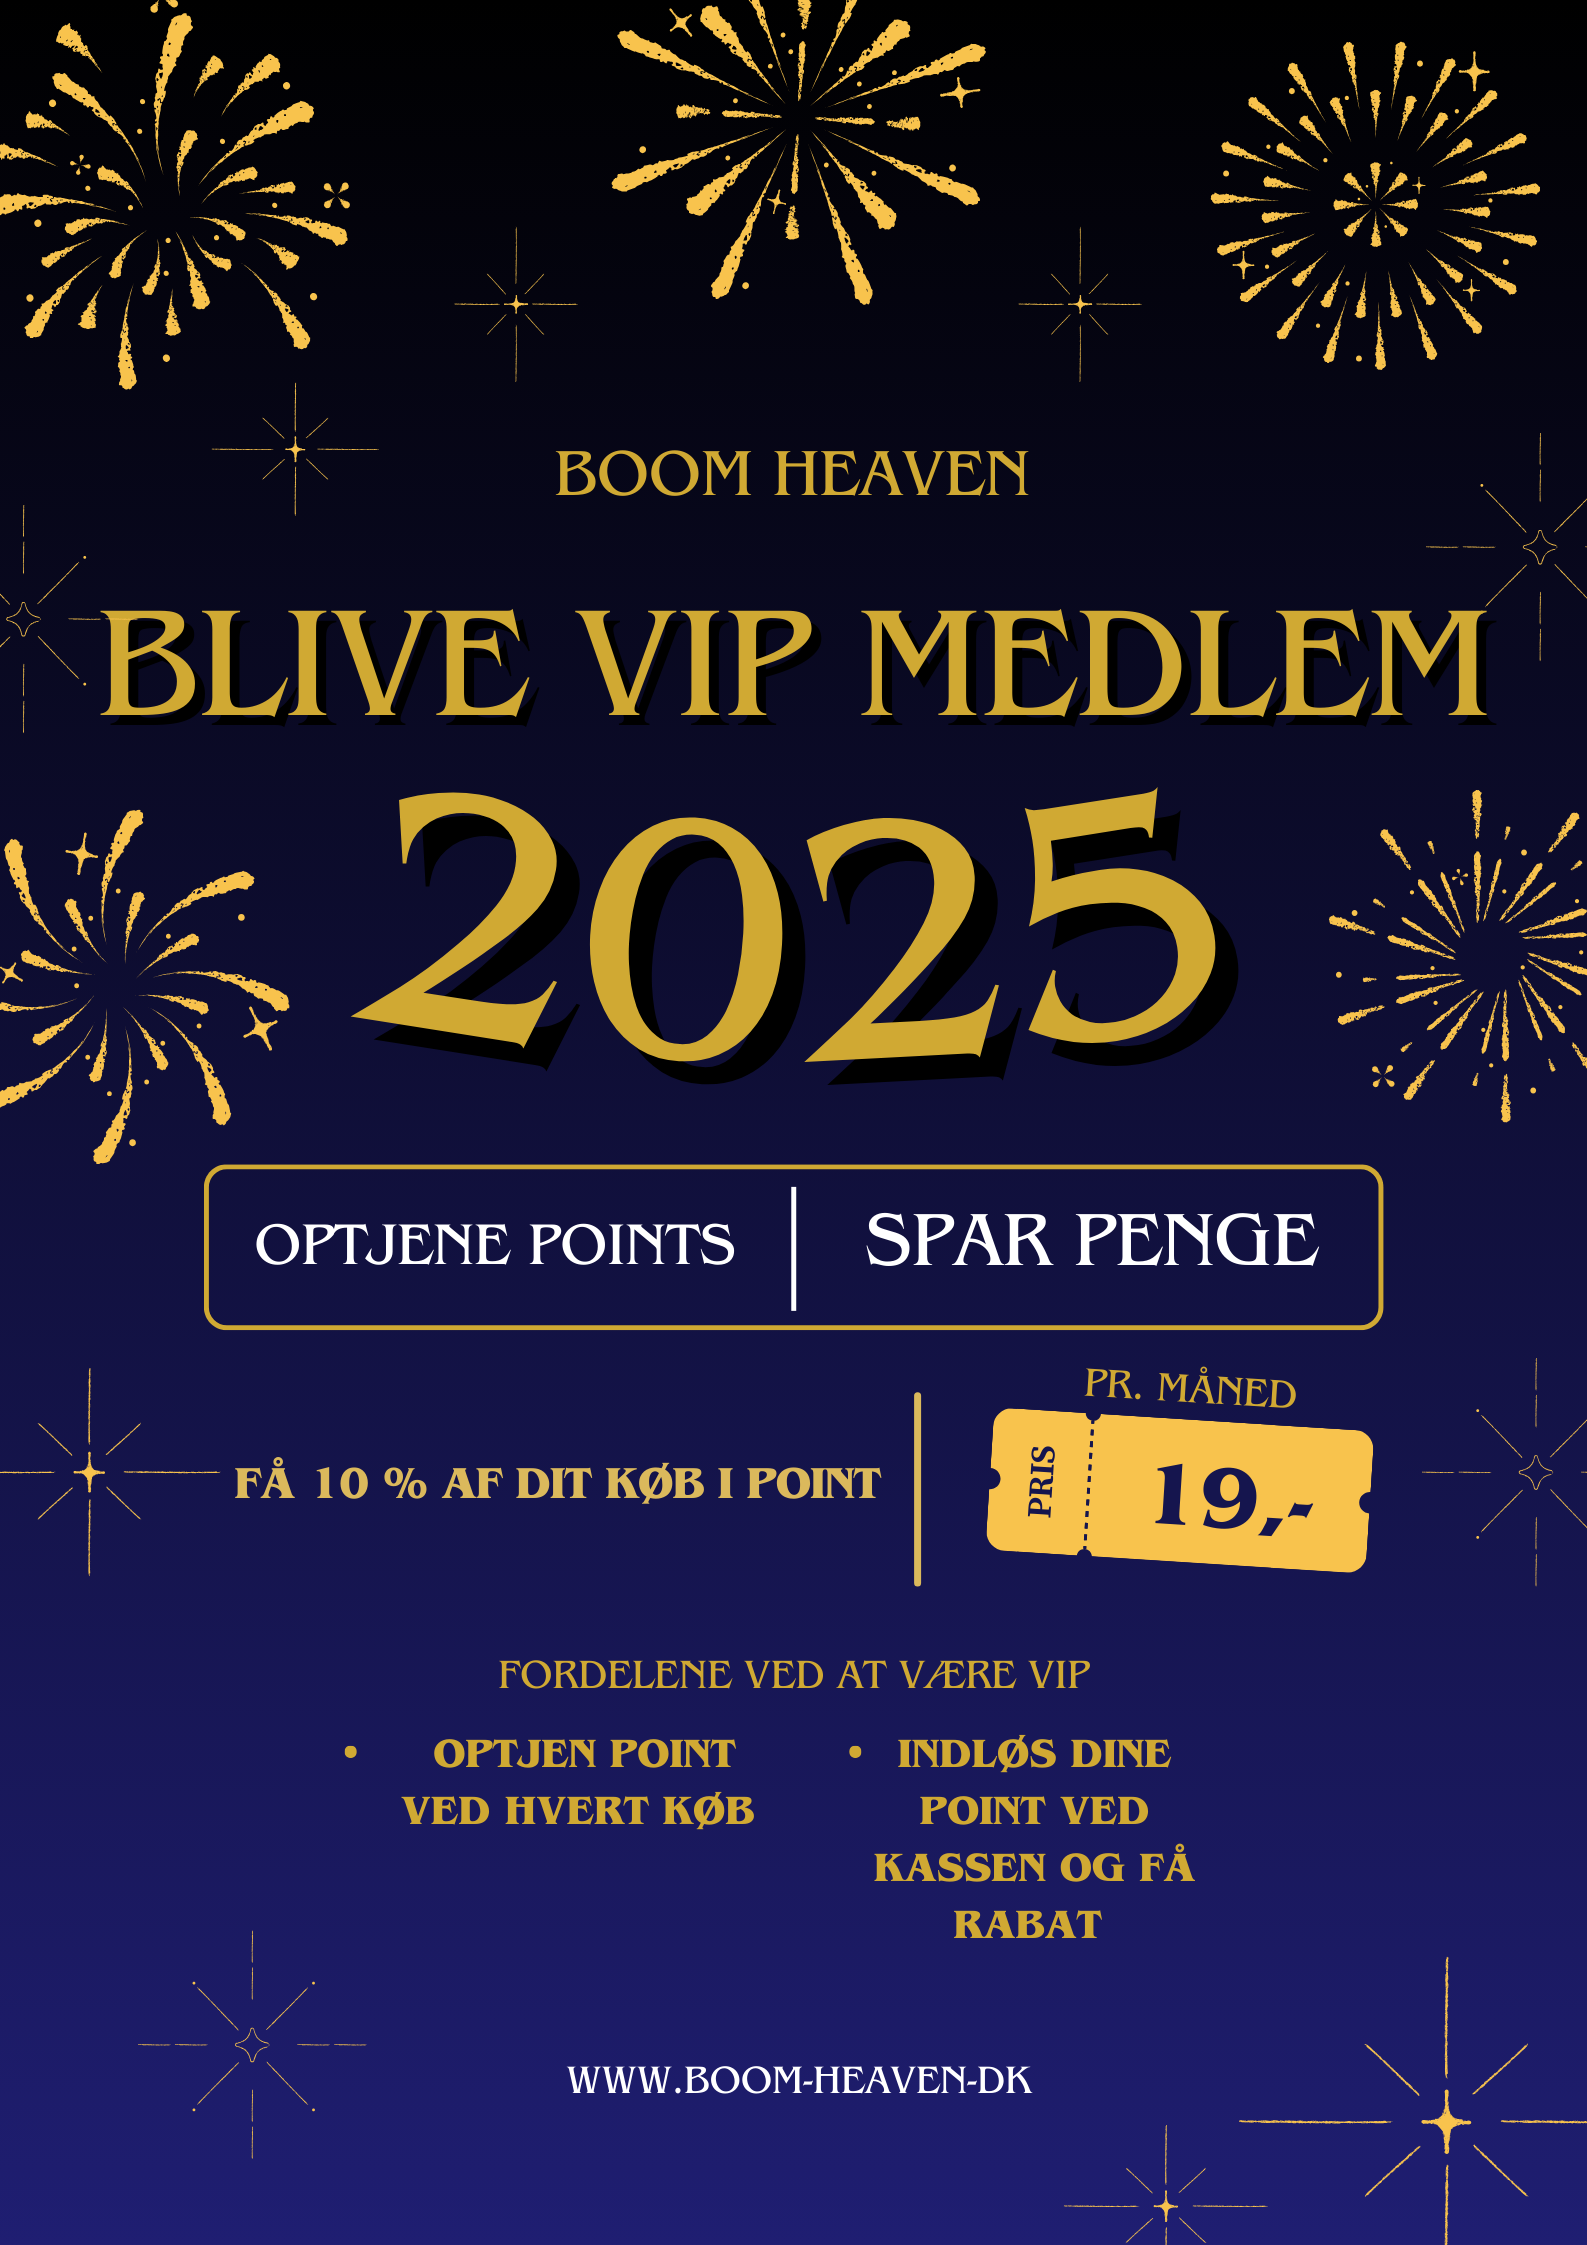 BOOM HEAVEN
BLIVE VIP MEDLEM
2025
OPTJENE POINTS
SPAR PENGE
FÅ 10 % AF DIT KØB I POINT
PR. MÅNED
PRIS
19,-
FORDELENE VED AT VÆRE VIP
• OPTJEN POINT
VED HVERT KØB
• INDLØS DINE
POINT VED
KASSEN OG FÅ
RABAT
WWW.BOOM-HEAVEN-DK